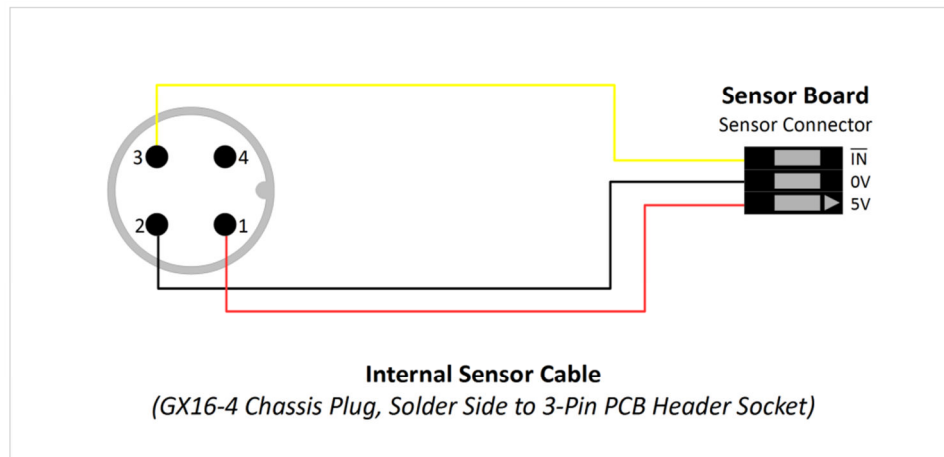 Sensor Board
Sensor Connector
3
4
I̅N̅
0V
2
1
5V
Internal Sensor Cable
(GX16-4 Chassis Plug, Solder Side to 3-Pin PCB Header Socket)